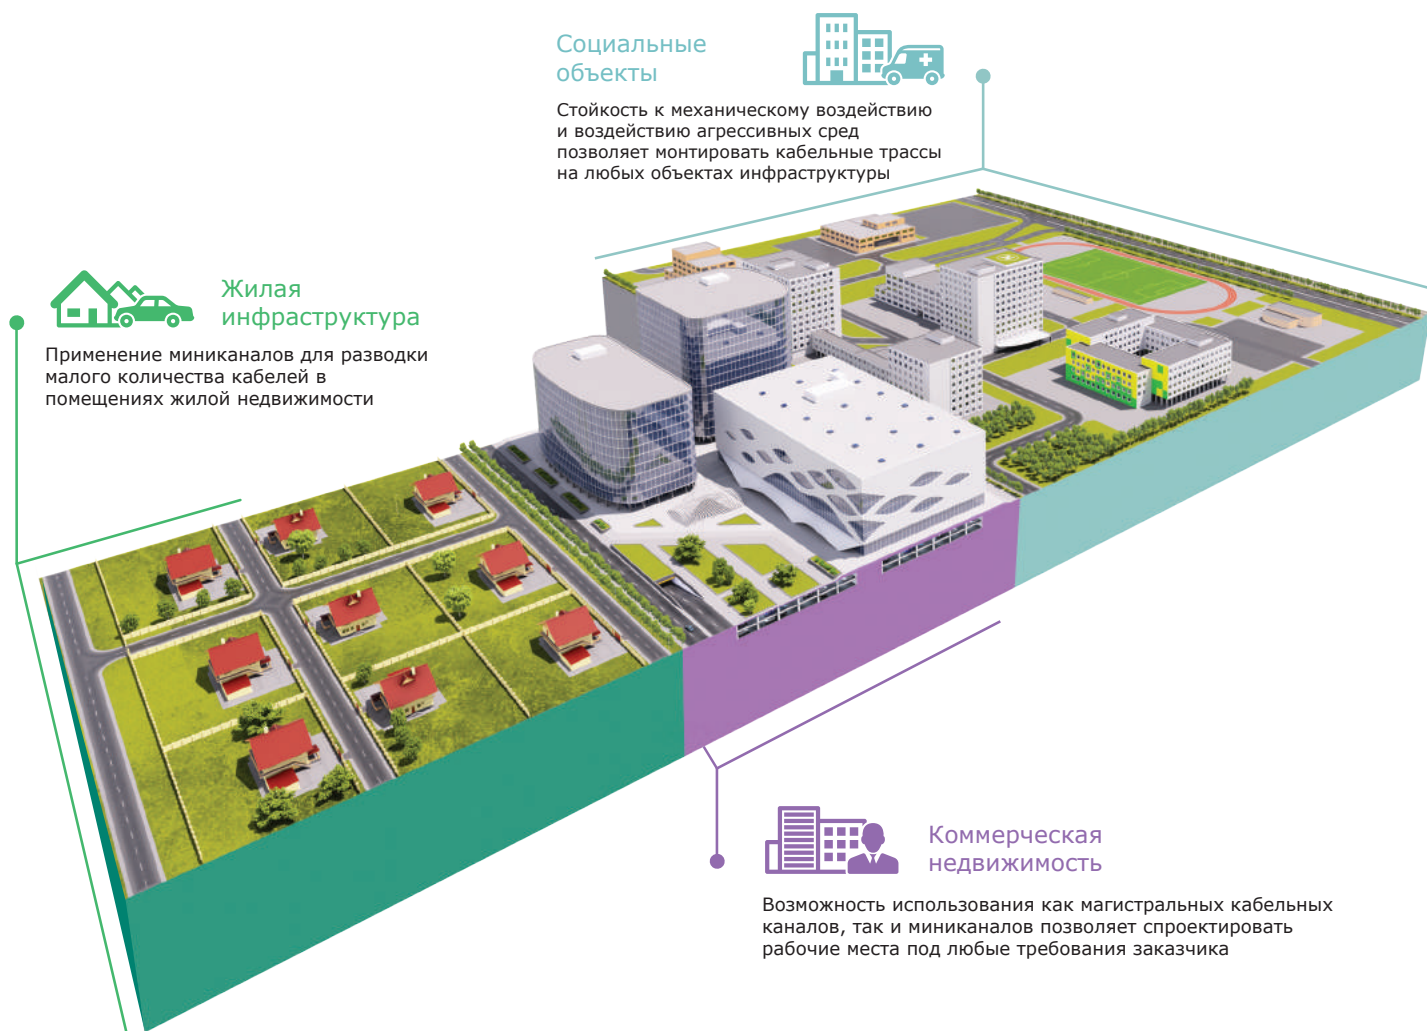 Социальные
объекты
Стойкость к механическому воздействию
и воздействию агрессивных сред
позволяет монтировать кабельные трассы
на любых объектах инфраструктуры
Жилая
инфраструктура
Применение миниканалов для разводки
малого количества кабелей в
помещениях жилой недвижимости
Коммерческая
недвижимость
Возможность использования как магистральных кабельных
каналов, так и миниканалов позволяет спроектировать
рабочие места под любые требования заказчика